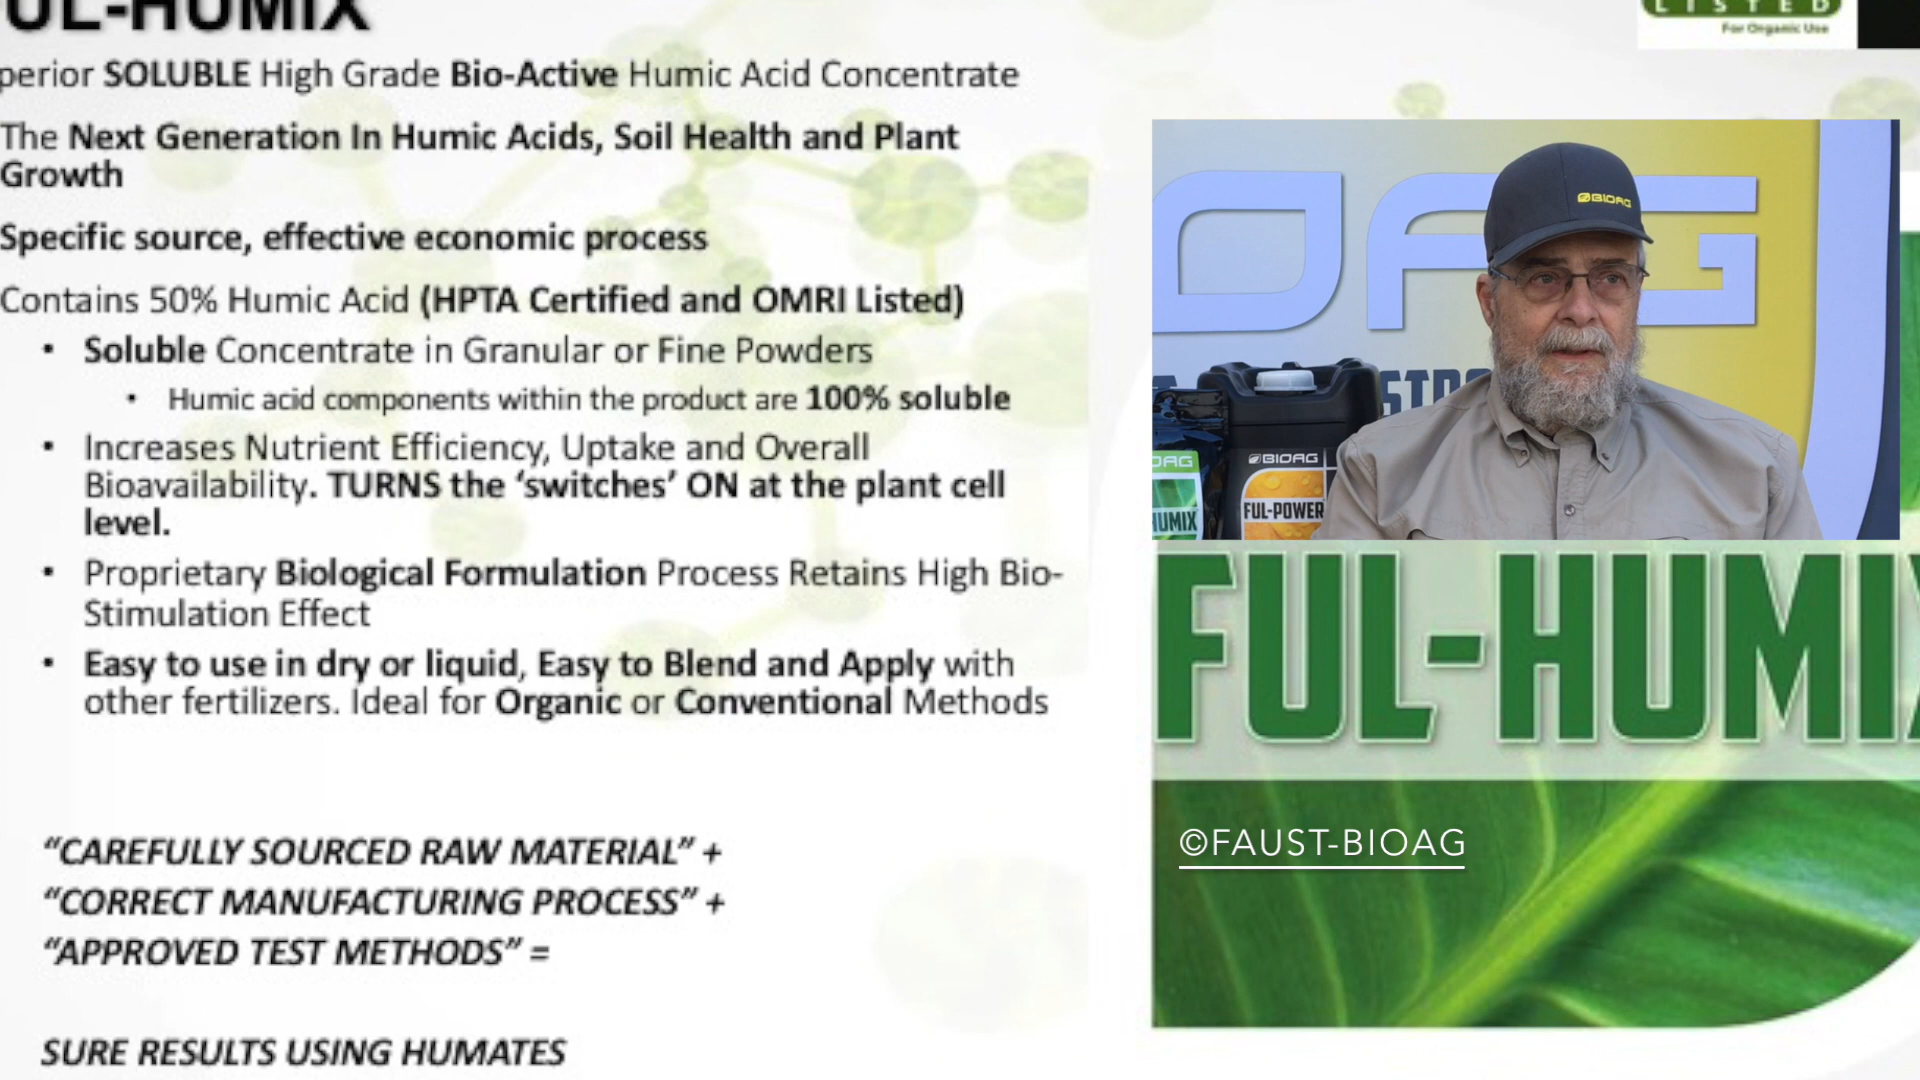 UL-HUMIX
LISTED
For Organic Use
perior SOLUBLE High Grade Bio-Active Humic Acid Concentrate
The Next Generation In Humic Acids, Soil Health and Plant
Growth
Specific source, effective economic process
Contains 50% Humic Acid (HPTA Certified and OMRI Listed)
• Soluble Concentrate in Granular or Fine Powders
• Humic acid components within the product are 100% soluble
• Increases Nutrient Efficiency, Uptake and Overall
Bioavailability. TURNS the ‘switches’ ON at the plant cell
level.
• Proprietary Biological Formulation Process Retains High Bio-
Stimulation Effect
• Easy to use in dry or liquid, Easy to Blend and Apply with
other fertilizers. Ideal for Organic or Conventional Methods
“CAREFULLY SOURCED RAW MATERIAL” +
“CORRECT MANUFACTURING PROCESS” +
“APPROVED TEST METHODS” =
SURE RESULTS USING HUMATES
OAG
BIOAG
STRO
OAG
HUMIX
BIOAG
FUL-POWER
FUL-HUMIX
©FAUST-BIOAG